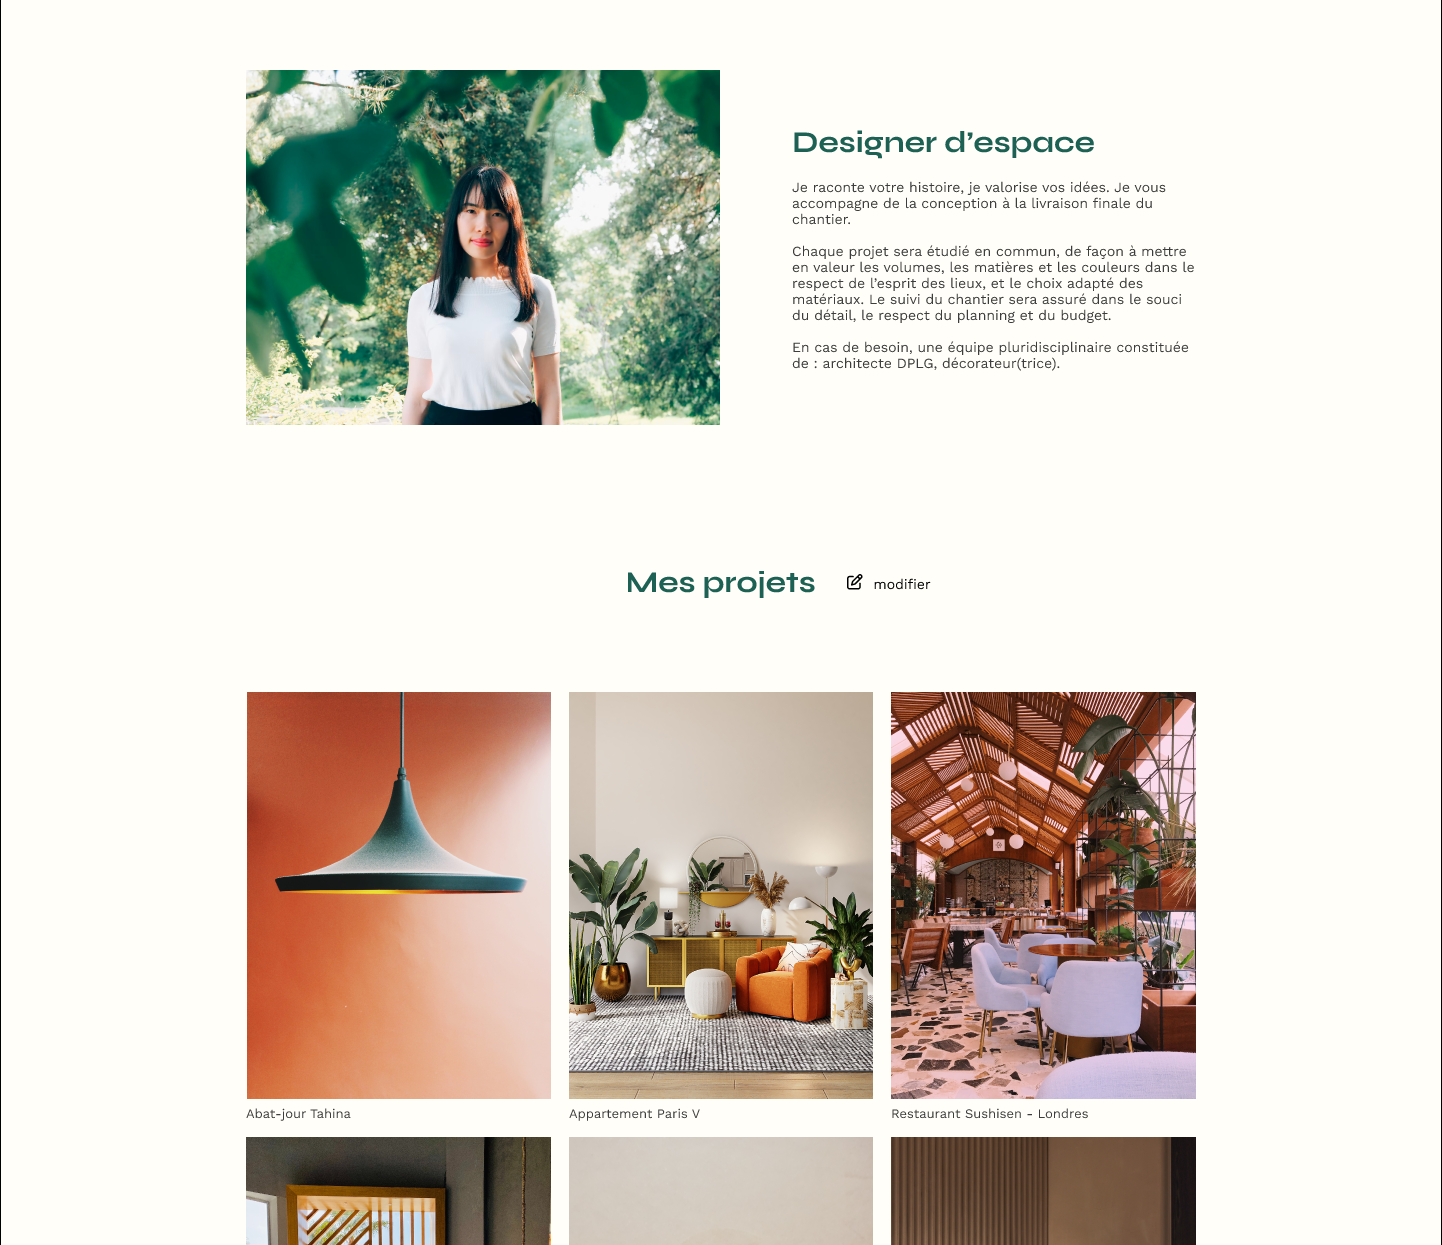 Designer d’espace
Je raconte votre histoire, je valorise vos idées. Je vous
accompagne de la conception à la livraison finale du
chantier.
Chaque projet sera étudié en commun, de façon à mettre
en valeur les volumes, les matières et les couleurs dans le
respect de l’esprit des lieux, et le choix adapté des
matériaux. Le suivi du chantier sera assuré dans le souci
du détail, le respect du planning et du budget.
En cas de besoin, une équipe pluridisciplinaire constituée
de : architecte DPLG, décorateur(trice).
Mes projets
modifier
Abat-jour Tahina
Appartement Paris V
Restaurant Sushisen - Londres